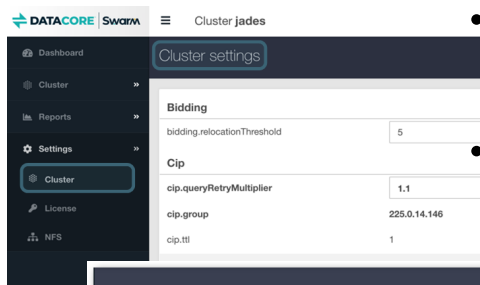 DATACORE Swarm
Cluster jades
Dashboard
Cluster settings
Cluster
Reports
Settings
Cluster
License
NFS
Bidding
bidding.relocationThreshold 5
Cip
cip.queryRetryMultiplier 1.1
cip.group 225.0.14.146
cip.ttl 1